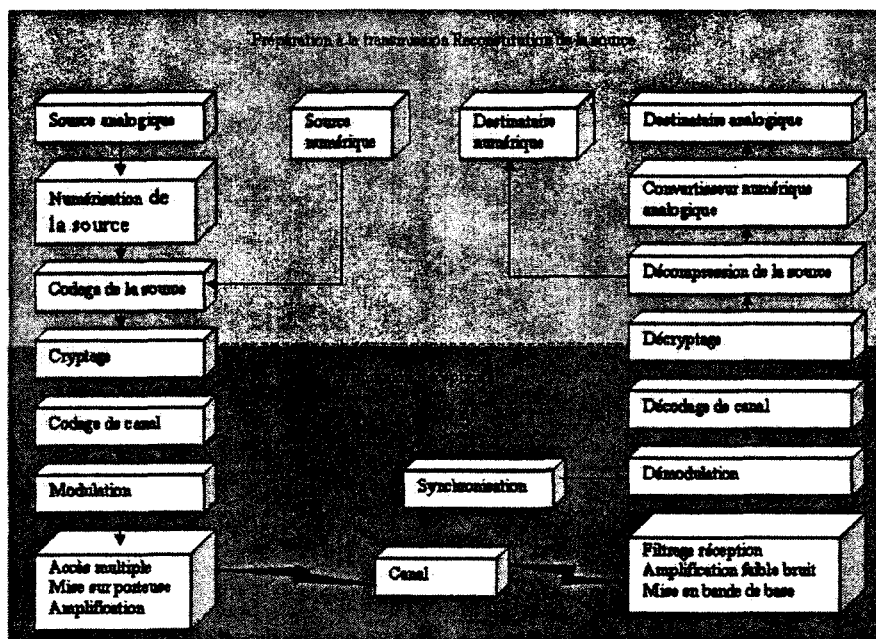 Préparation à la transmission Reconstitution de la source
Source analogique
Source
numérique
Destinataire
numérique
Destinataire analogique
Numérisation de
la source
Convertisseur numérique
analogique
Codage de la source
Décompression de la source
Cryptage
Décryptage
Codage de canal
Décodage de canal
Modulation
Synchronisation
Démodulation
Accès multiple
Mise sur porteuse
Amplification
Canal
Filtrage réception
Amplification faible bruit
Mise en bande de base